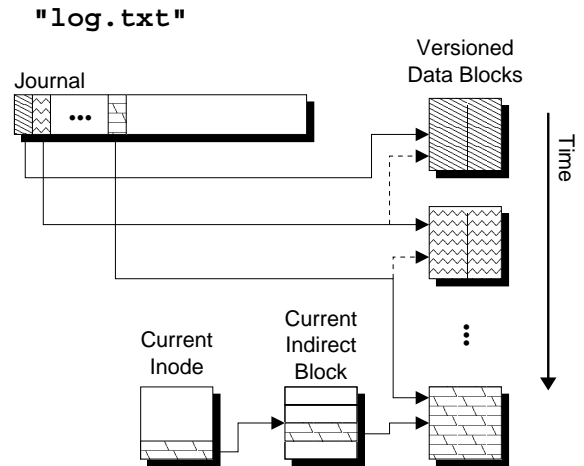 "log.txt"
Versioned
Data Blocks
Journal
...
Time
...
Current
Inode
Current
Indirect
Block